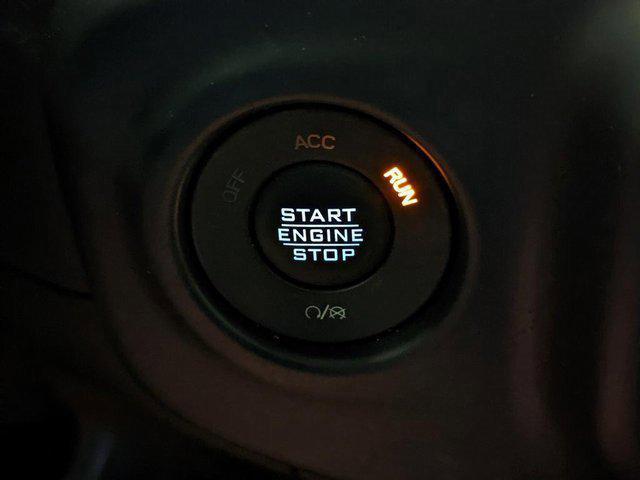 ACC
OFF
RUN
START
ENGINE
STOP